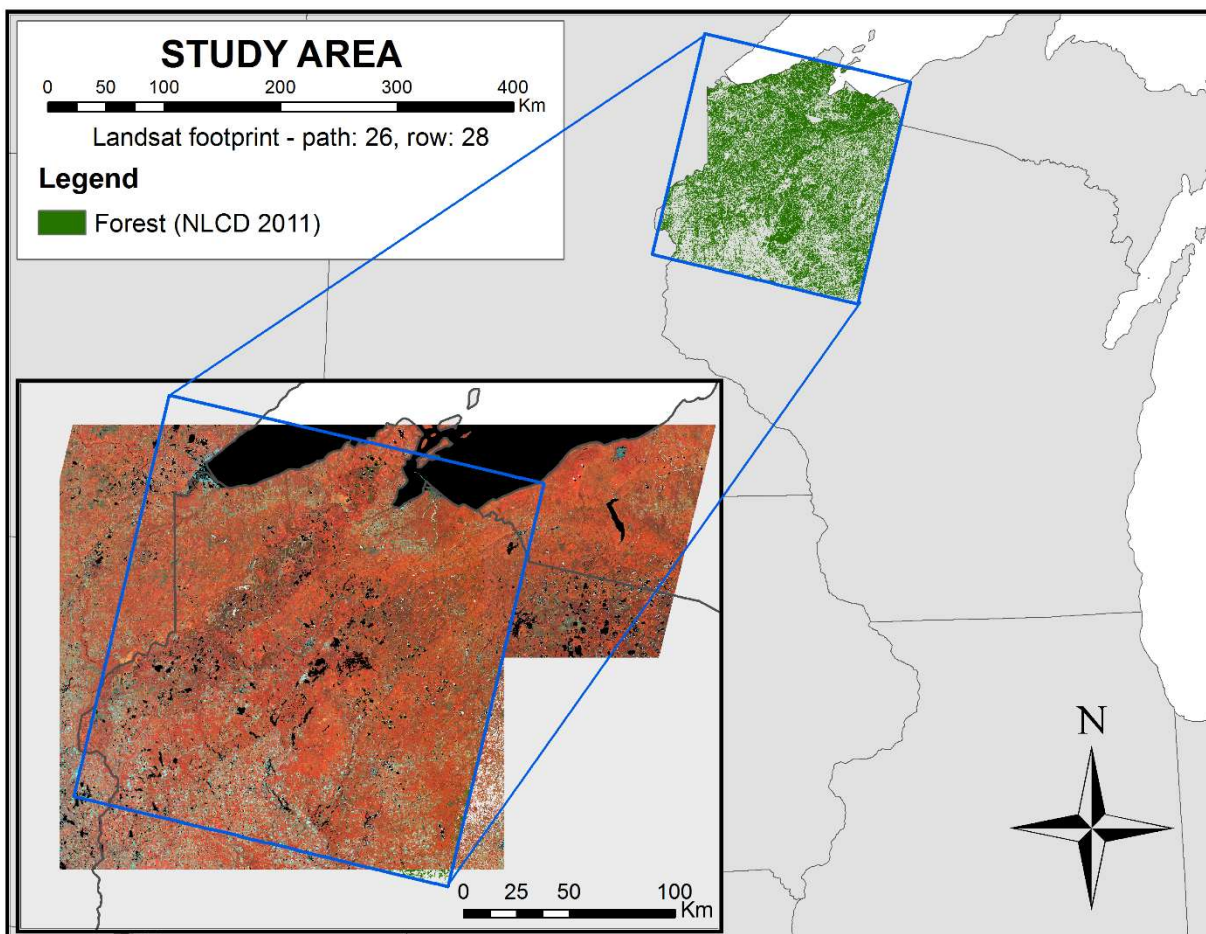 STUDY AREA
0 50 100 200 300 400
Km
Landsat footprint - path: 26, row: 28
Legend
Forest (NLCD 2011)
N
0 25 50 100
Km